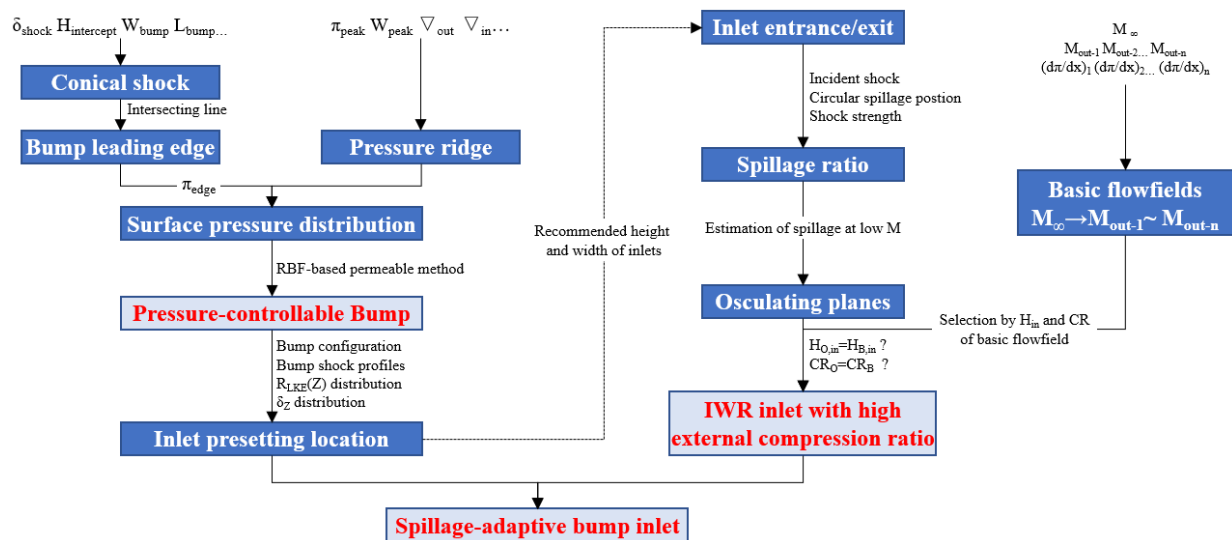 δshock Hintercept Wbump Lbump...
Conical shock
Intersecting line
Bump leading edge
πpeak Wpeak ▽out ▽in...
Pressure ridge
πedge
Surface pressure distribution
RBF-based permeable method
Pressure-controllable Bump
Bump configuration
Bump shock profiles
RLKE(Z) distribution
δZ distribution
Inlet presetting location
Recommended height
and width of inlets
Inlet entrance/exit
Incident shock
Circular spillage postion
Shock strength
Spillage ratio
Estimation of spillage at low M
Osculating planes
M∞
Mout-1 Mout-2... Mout-n
(dπ/dx)1 (dπ/dx)2... (dπ/dx)n
Basic flowfields
M∞→Mout-1~ Mout-n
Selection by Hin and CR
of basic flowfield
HO,in=HB,in ?
CRO=CRB ?
IWR inlet with high
external compression ratio
Spillage-adaptive bump inlet